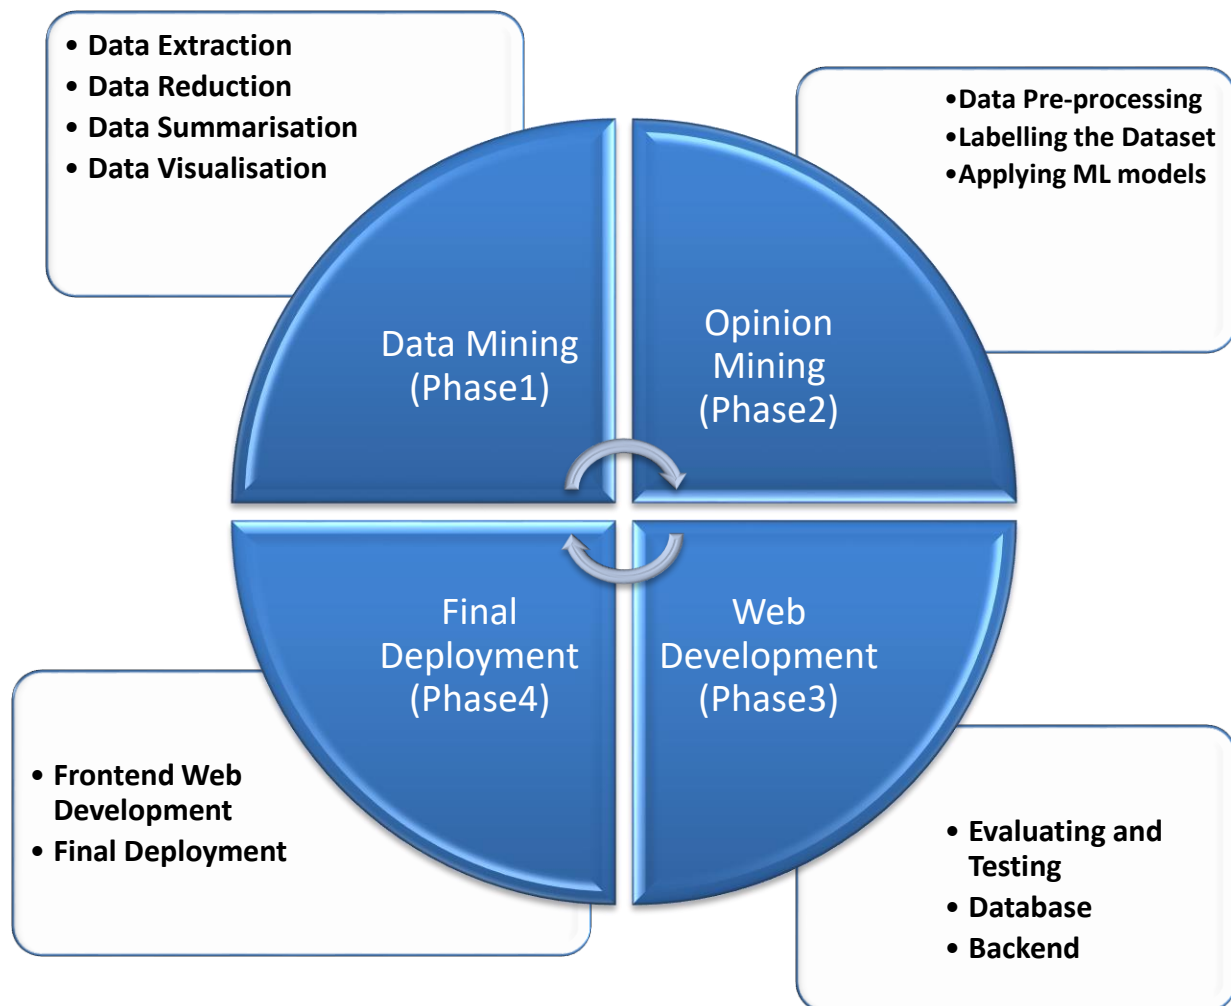 • Data Extraction
• Data Reduction
• Data Summarisation
• Data Visualisation
•Data Pre-processing
•Labelling the Dataset
•Applying ML models
Data Mining
(Phase1)
Opinion
Mining
(Phase2)
Final
Deployment
(Phase4)
Web
Development
(Phase3)
• Frontend Web
Development
• Final Deployment
• Evaluating and
Testing
• Database
• Backend